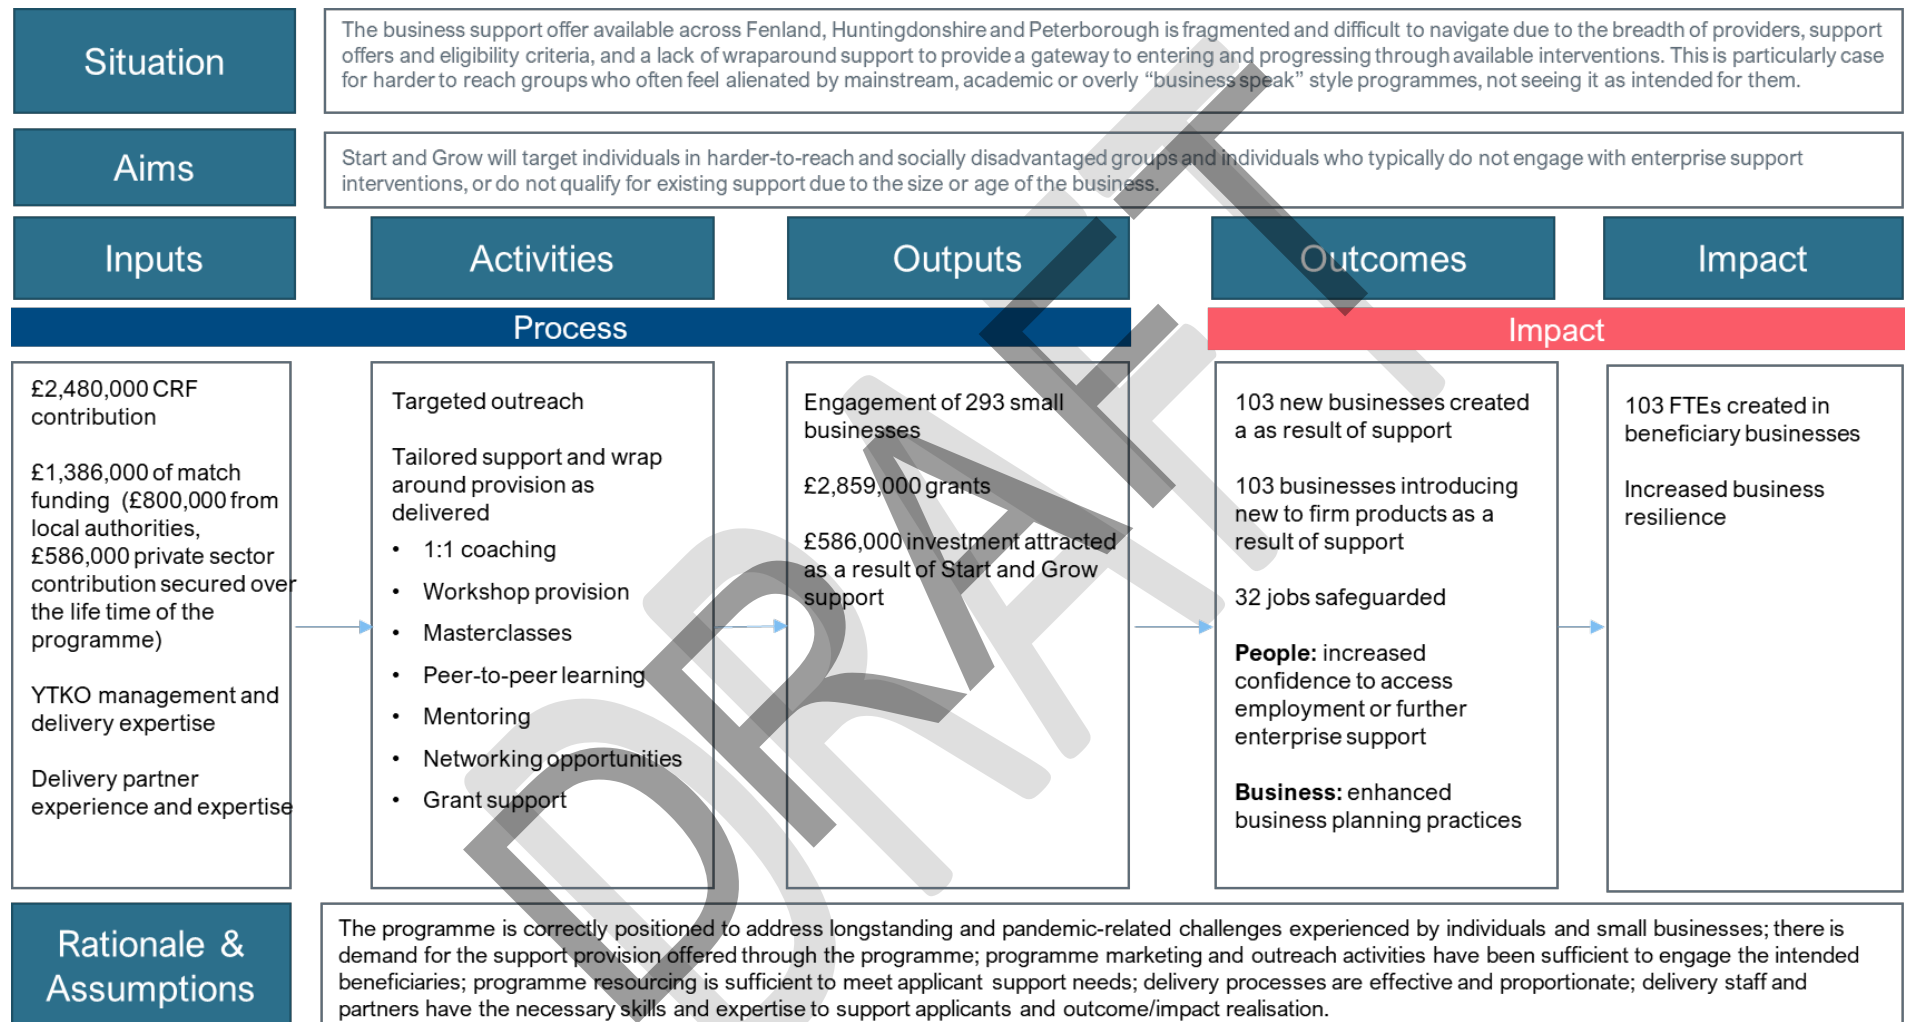 Situation
The business support offer available across Fenland, Huntingdonshire and Peterborough is fragmented and difficult to navigate due to the breadth of providers, support
offers and eligibility criteria, and a lack of wraparound support to provide a gateway to entering and progressing through available interventions. This is particularly case
for harder to reach groups who often feel alienated by mainstream, academic or overly “business speak” style programmes, not seeing it as intended for them.
Aims
Start and Grow will target individuals in harder-to-reach and socially disadvantaged groups and individuals who typically do not engage with enterprise support
interventions, or do not qualify for existing support due to the size or age of the business.
Inputs
Activities
Outputs
Outcomes
Impact
Process
Impact
£2,480,000 CRF
contribution
£1,386,000 of match
funding (£800,000 from
local authorities,
£586,000 private sector
contribution secured over
the life time of the
programme)
YTKO management and
delivery expertise
Delivery partner
experience and expertise
Targeted outreach
Tailored support and wrap
around provision as
delivered
• 1:1 coaching
• Workshop provision
• Masterclasses
• Peer-to-peer learning
• Mentoring
• Networking opportunities
• Grant support
Engagement of 293 small
businesses
£2,859,000 grants
£586,000 investment attracted
as a result of Start and Grow
support
103 new businesses created
a as result of support
103 businesses introducing
new to firm products as a
result of support
32 jobs safeguarded
People: increased
confidence to access
employment or further
enterprise support
Business: enhanced
business planning practices
103 FTEs created in
beneficiary businesses
Increased business
resilience
Rationale &
Assumptions
The programme is correctly positioned to address longstanding and pandemic-related challenges experienced by individuals and small businesses; there is
demand for the support provision offered through the programme; programme marketing and outreach activities have been sufficient to engage the intended
beneficiaries; programme resourcing is sufficient to meet applicant support needs; delivery processes are effective and proportionate; delivery staff and
partners have the necessary skills and expertise to support applicants and outcome/impact realisation.
DRAFT